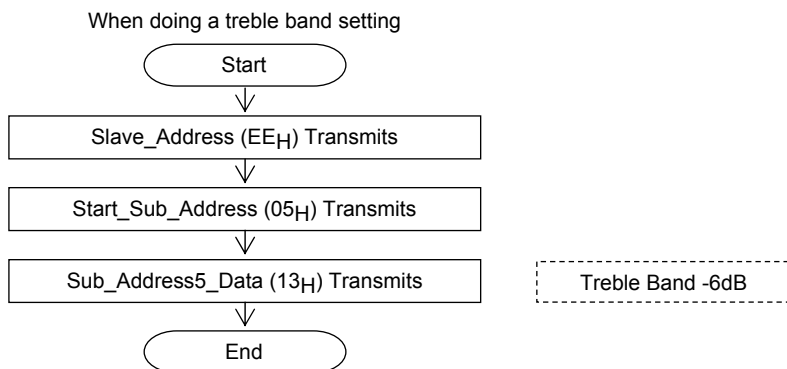 When doing a treble band setting
Start
Slave_Address (EEH) Transmits
Start_Sub_Address (05H) Transmits
Sub_Address5_Data (13H) Transmits
Treble Band -6dB
End